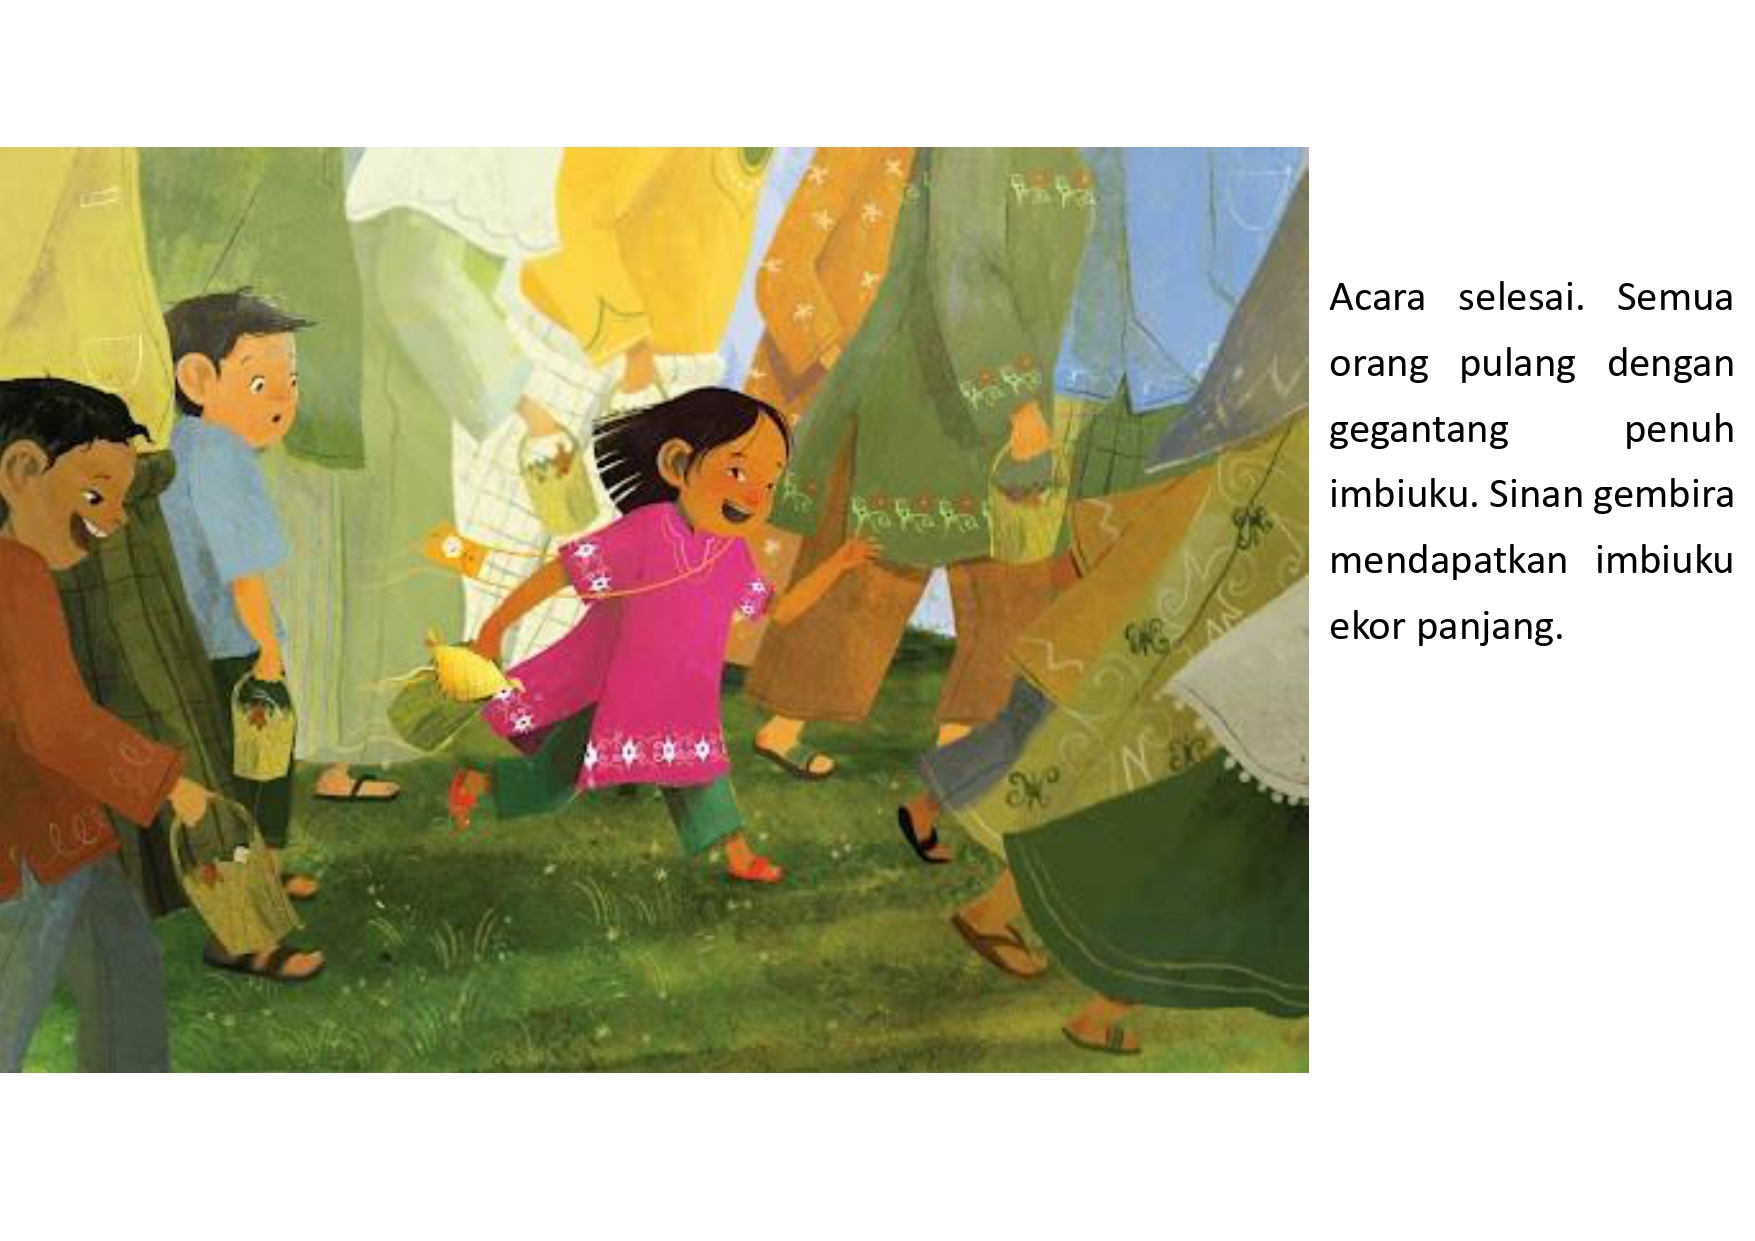 Acara selesai. Semua
orang pulang dengan
gegantang penuh
imbiuku. Sinan gembira
mendapatkan imbiuku
ekor panjang.